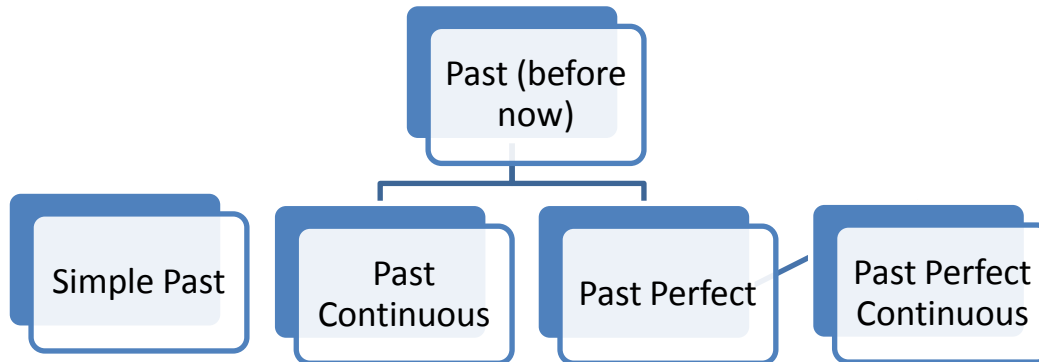 Past (before
now)
Simple Past
Past
Continuous
Past Perfect
Past Perfect
Continuous